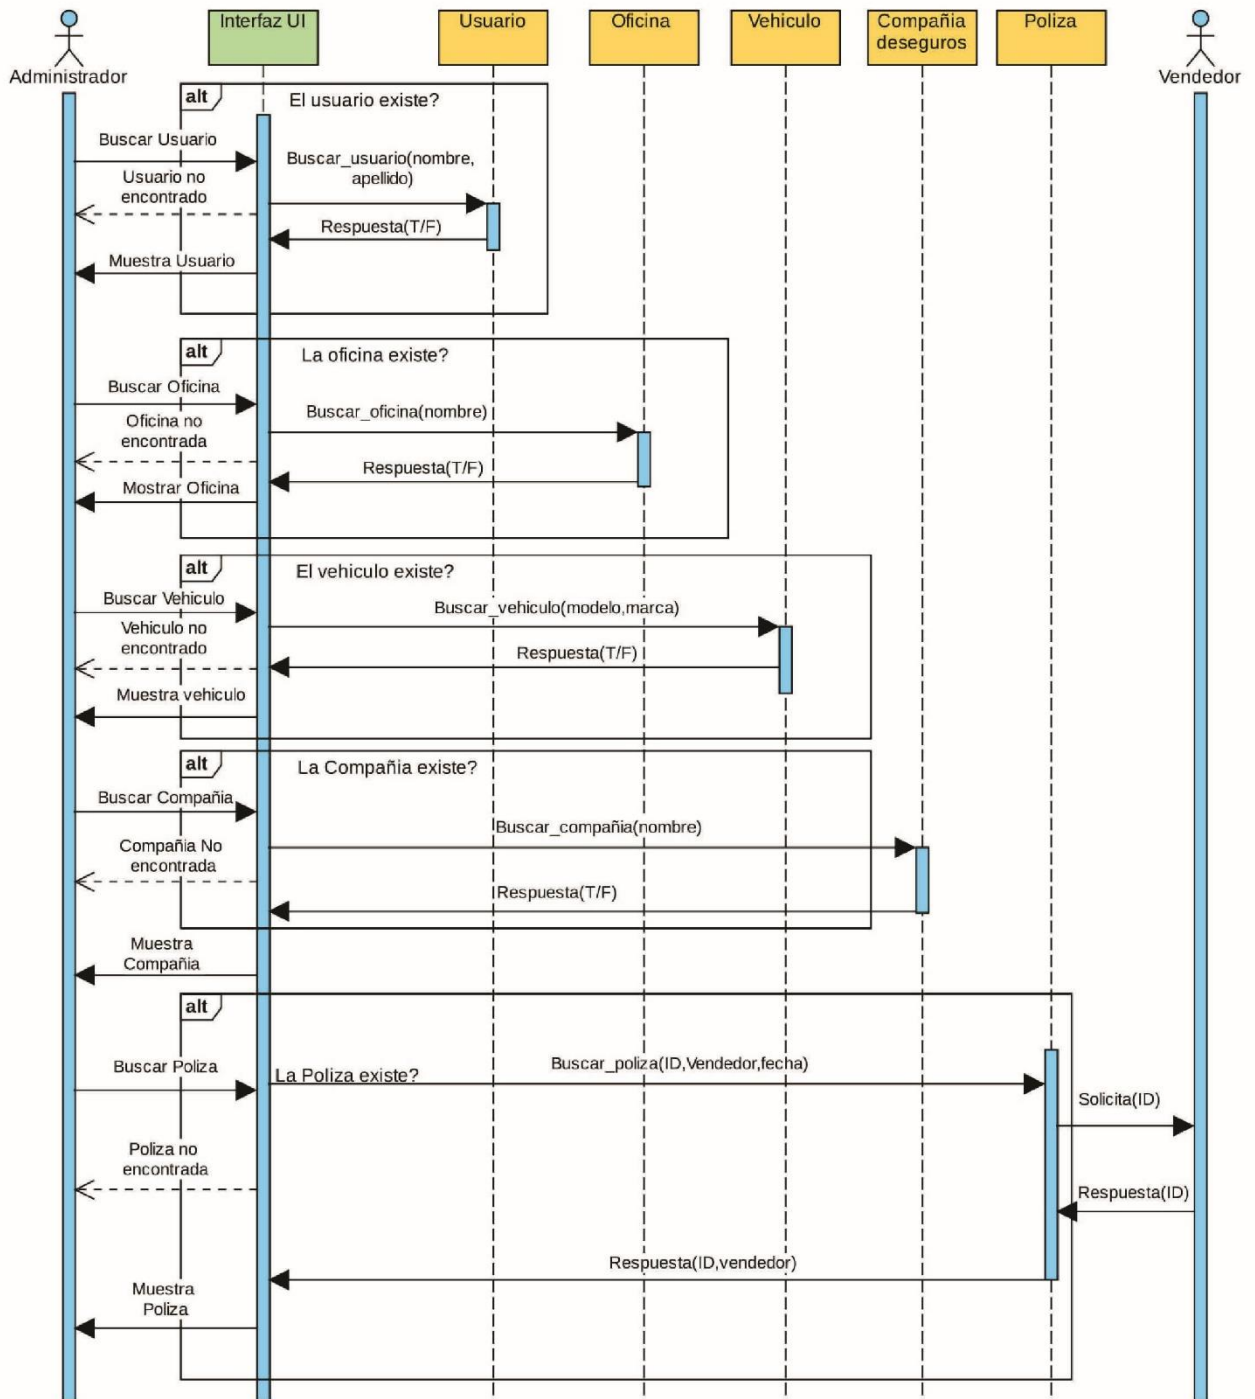 Interfaz UI
Usuario
Oficina
Vehiculo
Compañia
deseguros
Poliza
Administrador
Vendedor
alt
El usuario existe?
Buscar Usuario
Buscar_usuario(nombre,
apellido)
Usuario no
encontrado
Respuesta(T/F)
Muestra Usuario
alt
La oficina existe?
Buscar Oficina
Buscar_oficina(nombre)
Oficina no
encontrada
Respuesta(T/F)
Mostrar Oficina
alt
El vehiculo existe?
Buscar Vehiculo
Buscar_vehiculo(modelo,marca)
Vehiculo no
encontrado
Respuesta(T/F)
Muestra vehiculo
alt
La Compañia existe?
Buscar Compañia
Buscar_compañia(nombre)
Compañia No
encontrada
Respuesta(T/F)
Muestra
Compañia
alt
Buscar Poliza
La Poliza existe?
Buscar_poliza(ID,Vendedor,fecha)
Solicita(ID)
Poliza no
encontrada
Respuesta(ID)
Respuesta(ID,vendedor)
Muestra
Poliza